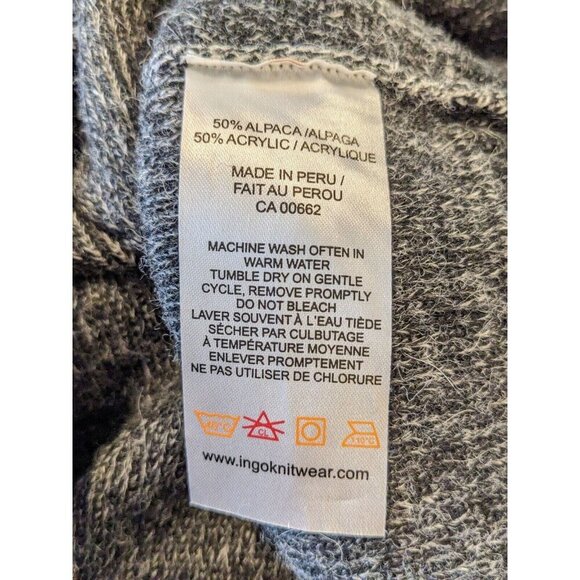 50% ALPACA /ALPAGA
50% ACRYLIC / ACRYLIQUE
MADE IN PERU /
FAIT AU PEROU
CA 00662
MACHINE WASH OFTEN IN
WARM WATER
TUMBLE DRY ON GENTLE
CYCLE, REMOVE PROMPTLY
DO NOT BLEACH
LAVER SOUVENT À L'EAU TIÈDE
SÉCHER PAR CULBUTAGE
À TEMPÉRATURE MOYENNE
ENLEVER PROMPTEMENT
NE PAS UTILISER DE CHLORURE
CL
www.ingoknitwear.com